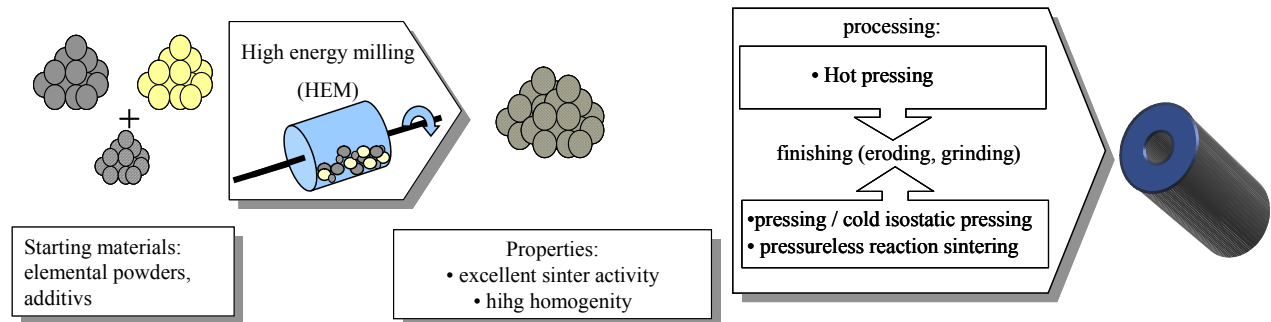 +
High energy milling
(HEM)
Starting materials:
elemental powders,
additivs
Properties:
• excellent sinter activity
• hihg homogenity
processing:
• Hot pressing
finishing (eroding, grinding)
•pressing / cold isostatic pressing
• pressureless reaction sintering